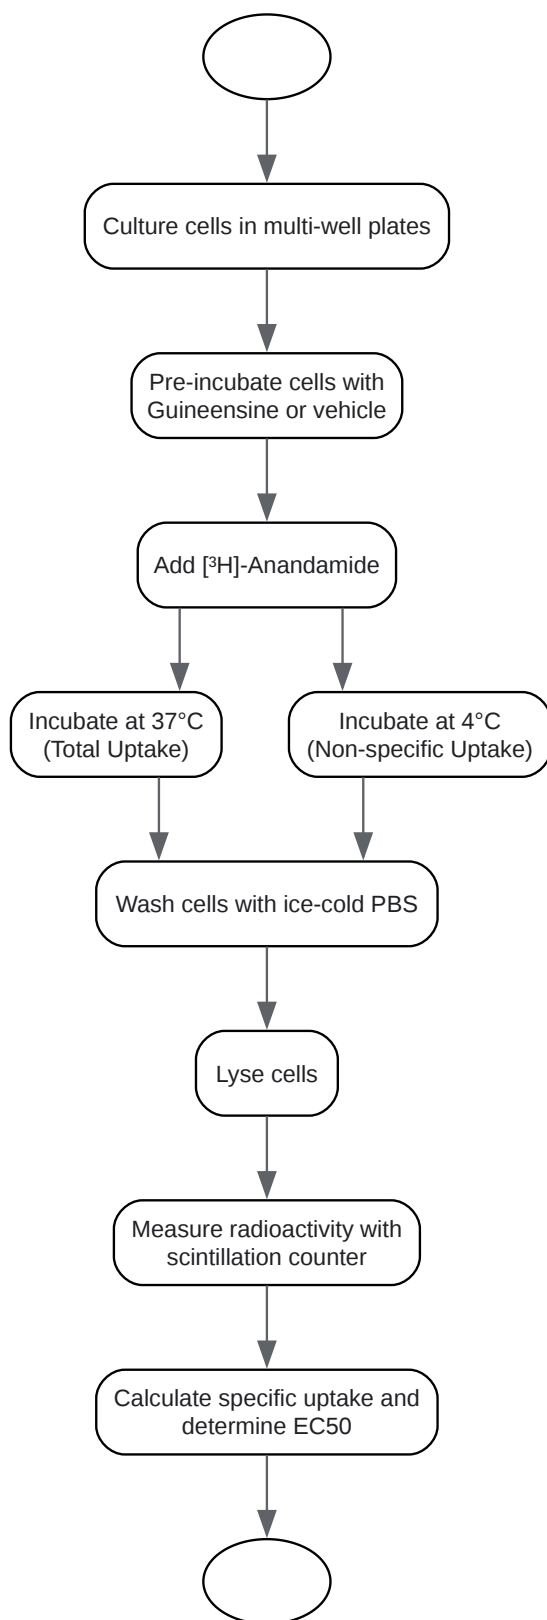 Culture cells in multi-well plates
Pre-incubate cells with
Guineensine or vehicle
Add [³H]-Anandamide
Incubate at 37°C
(Total Uptake)
Incubate at 4°C
(Non-specific Uptake)
Wash cells with ice-cold PBS
Lyse cells
Measure radioactivity with
scintillation counter
Calculate specific uptake and
determine EC50